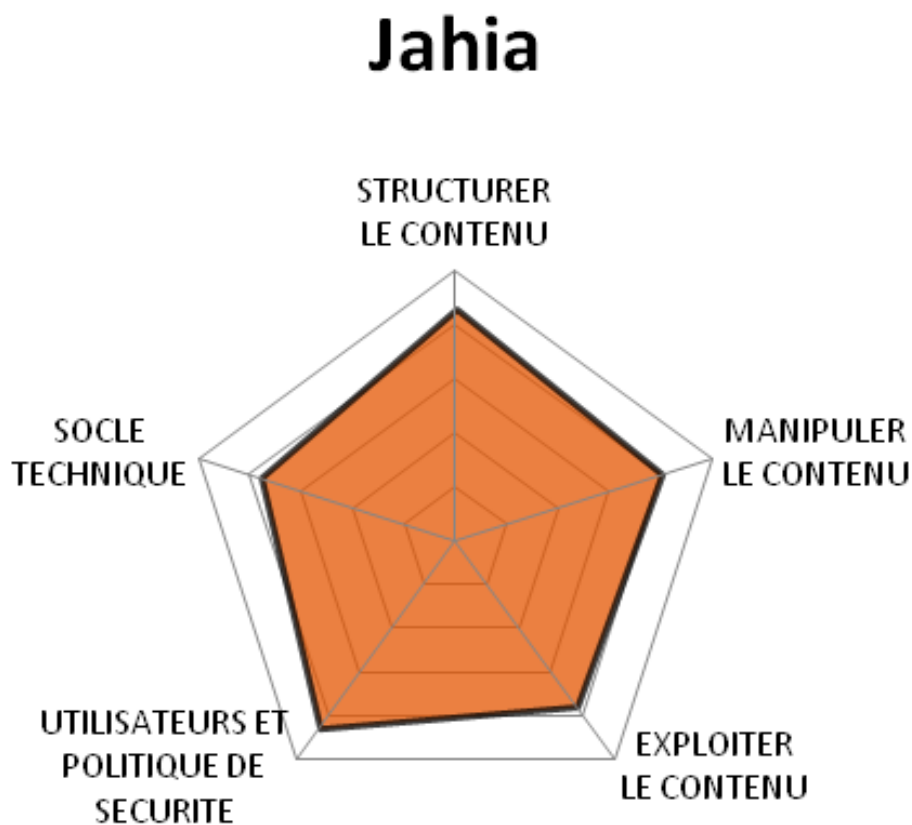 Jahia
STRUCTURER
LE CONTENU
SOCLE
TECHNIQUE
MANIPULER
LE CONTENU
UTILISATEURS ET
POLITIQUE DE
SECURITE
EXPLOITER
LE CONTENU